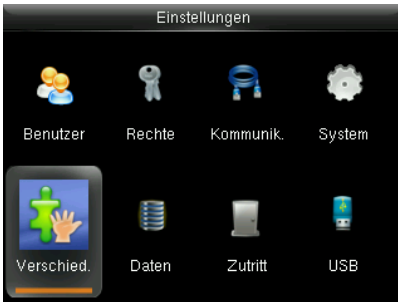 Einstellungen
Benutzer Rechte Kommunik. System
Verschied. Daten Zutritt USB